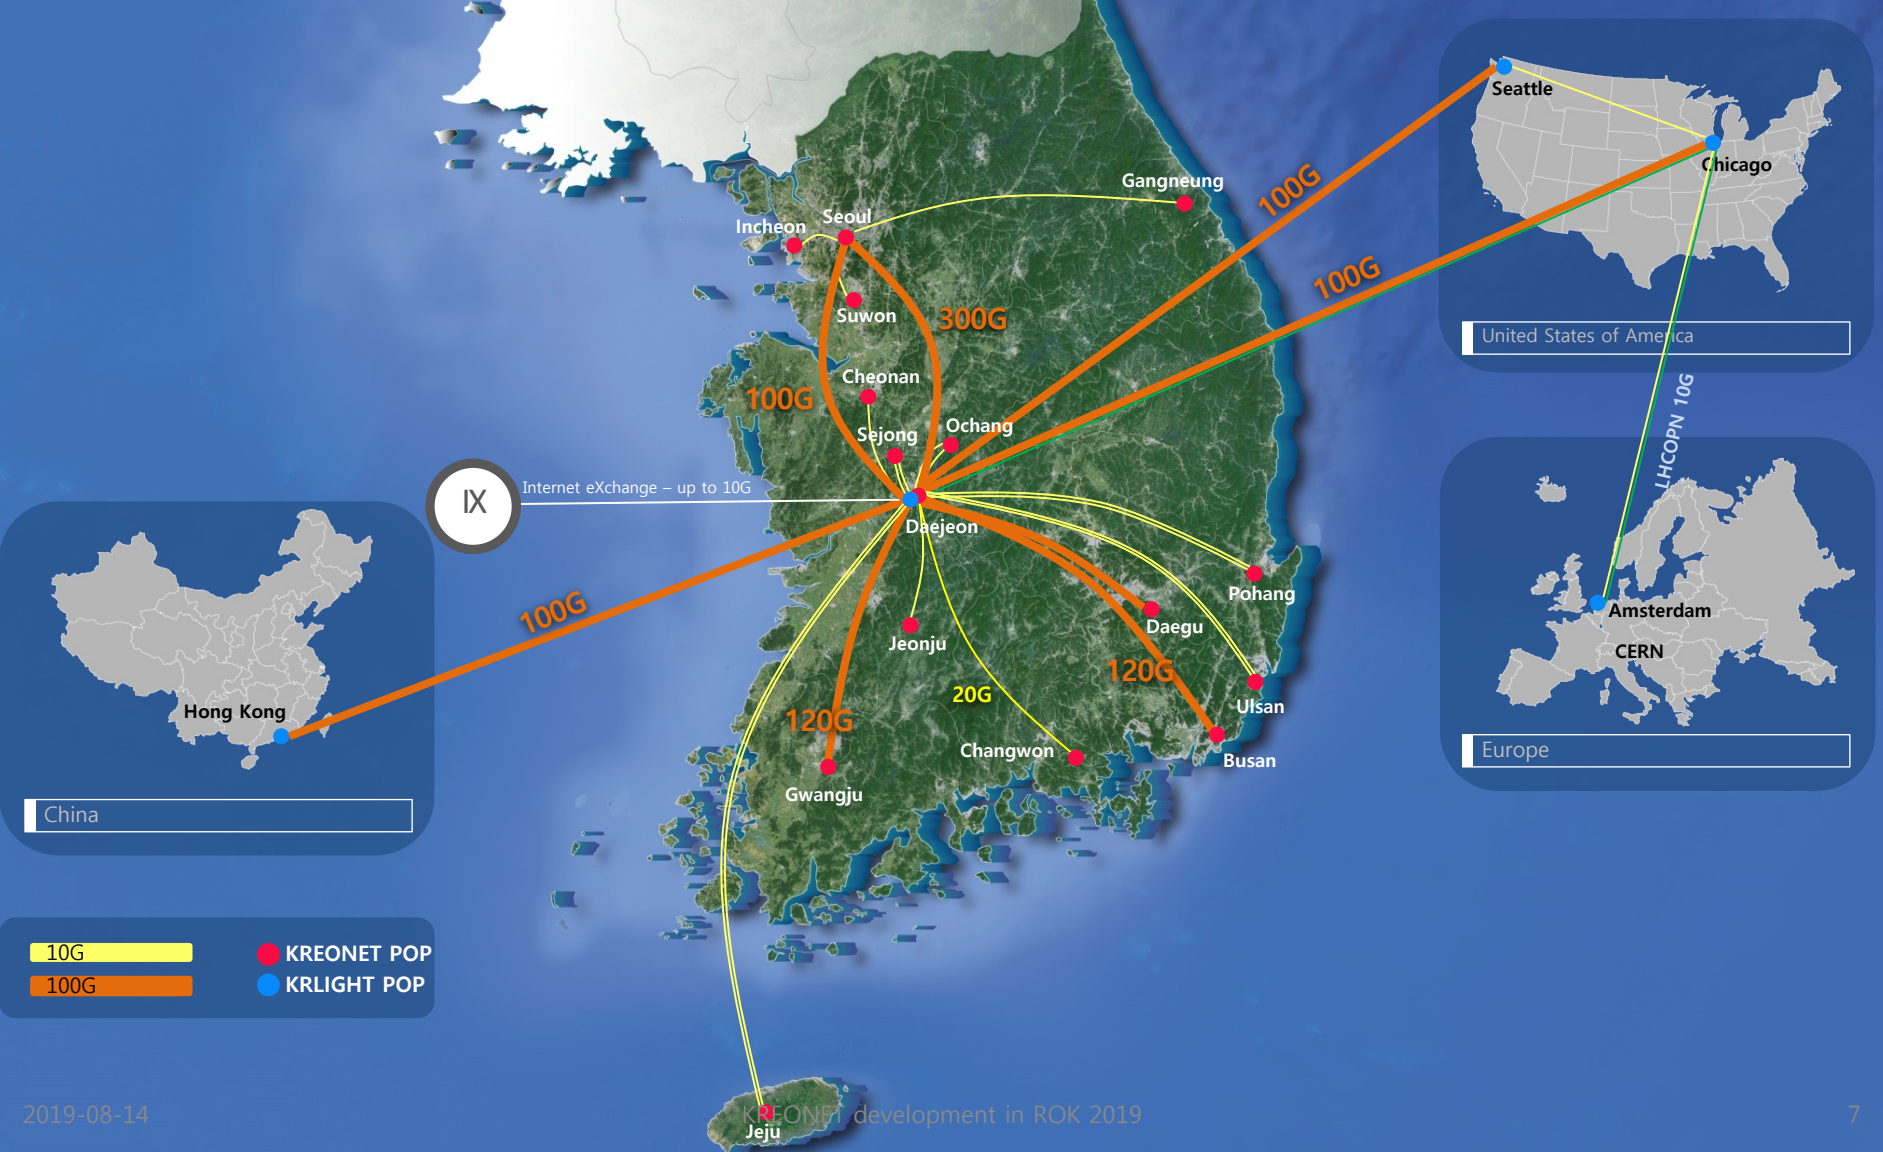 Seattle
Chicago
United States of America
Gangneung
Incheon
Seoul
Suwon
100G
100G
300G
100G
Cheonan
Sejong
Ochang
IX
Internet eXchange – up to 10G
Daejeon
LHCOPN 10G
Pohang
Daegu
Jeonju
100G
120G
20G
120G
Ulsan
Changwon
Busan
Gwangju
Amsterdam
CERN
Europe
Hong Kong
China
10G
100G
KREONET POP
KRLIGHT POP
2019-08-14
KREONET development in ROK 2019
7
Jeju